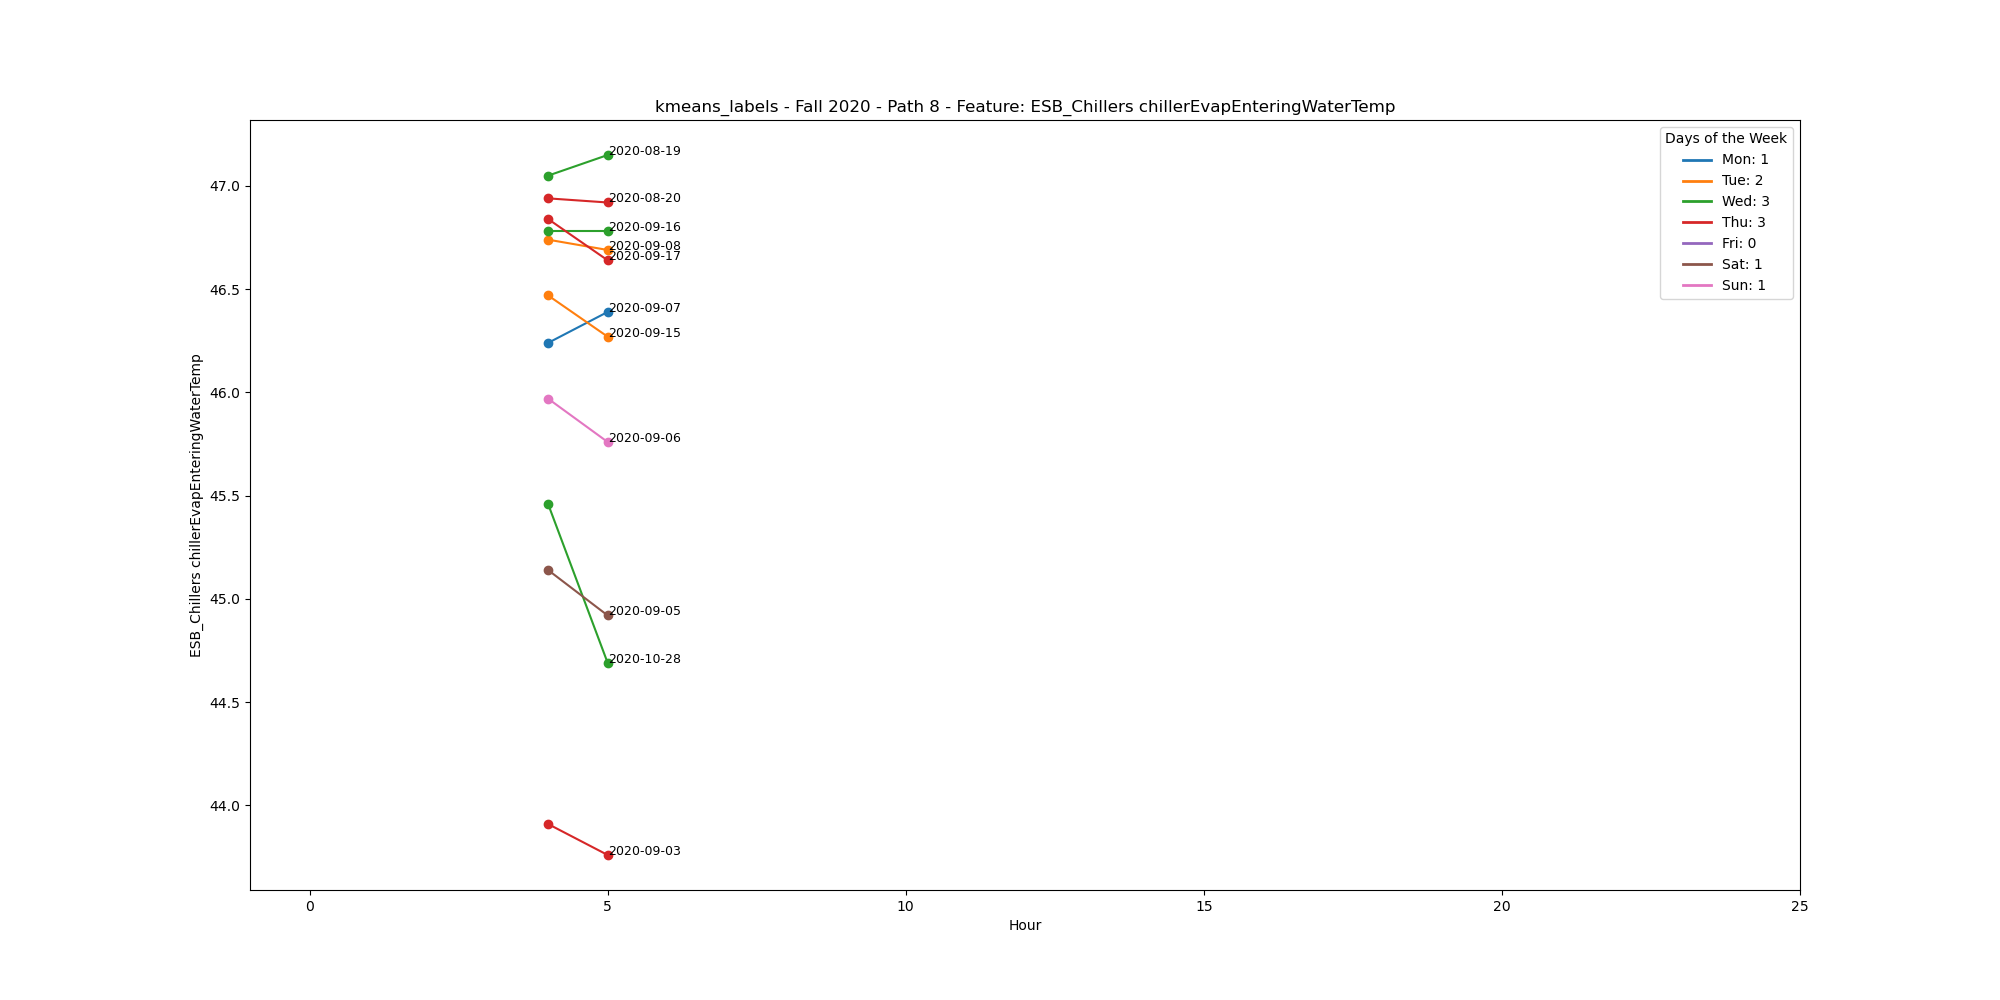 kmeans_labels - Fall 2020 - Path 8 - Feature: ESB_Chillers chillerEvapEnteringWaterTemp
Days of the Week
Mon: 1
Tue: 2
Wed: 3
Thu: 3
Fri: 0
Sat: 1
Sun: 1
2020-08-19
2020-08-20
2020-09-16
2020-09-08
2020-09-17
2020-09-07
2020-09-15
2020-09-06
2020-09-05
2020-10-28
2020-09-03
ESB_Chillers chillerEvapEnteringWaterTemp
47.0
46.5
46.0
45.5
45.0
44.5
44.0
0 5 10 15 20 25
Hour